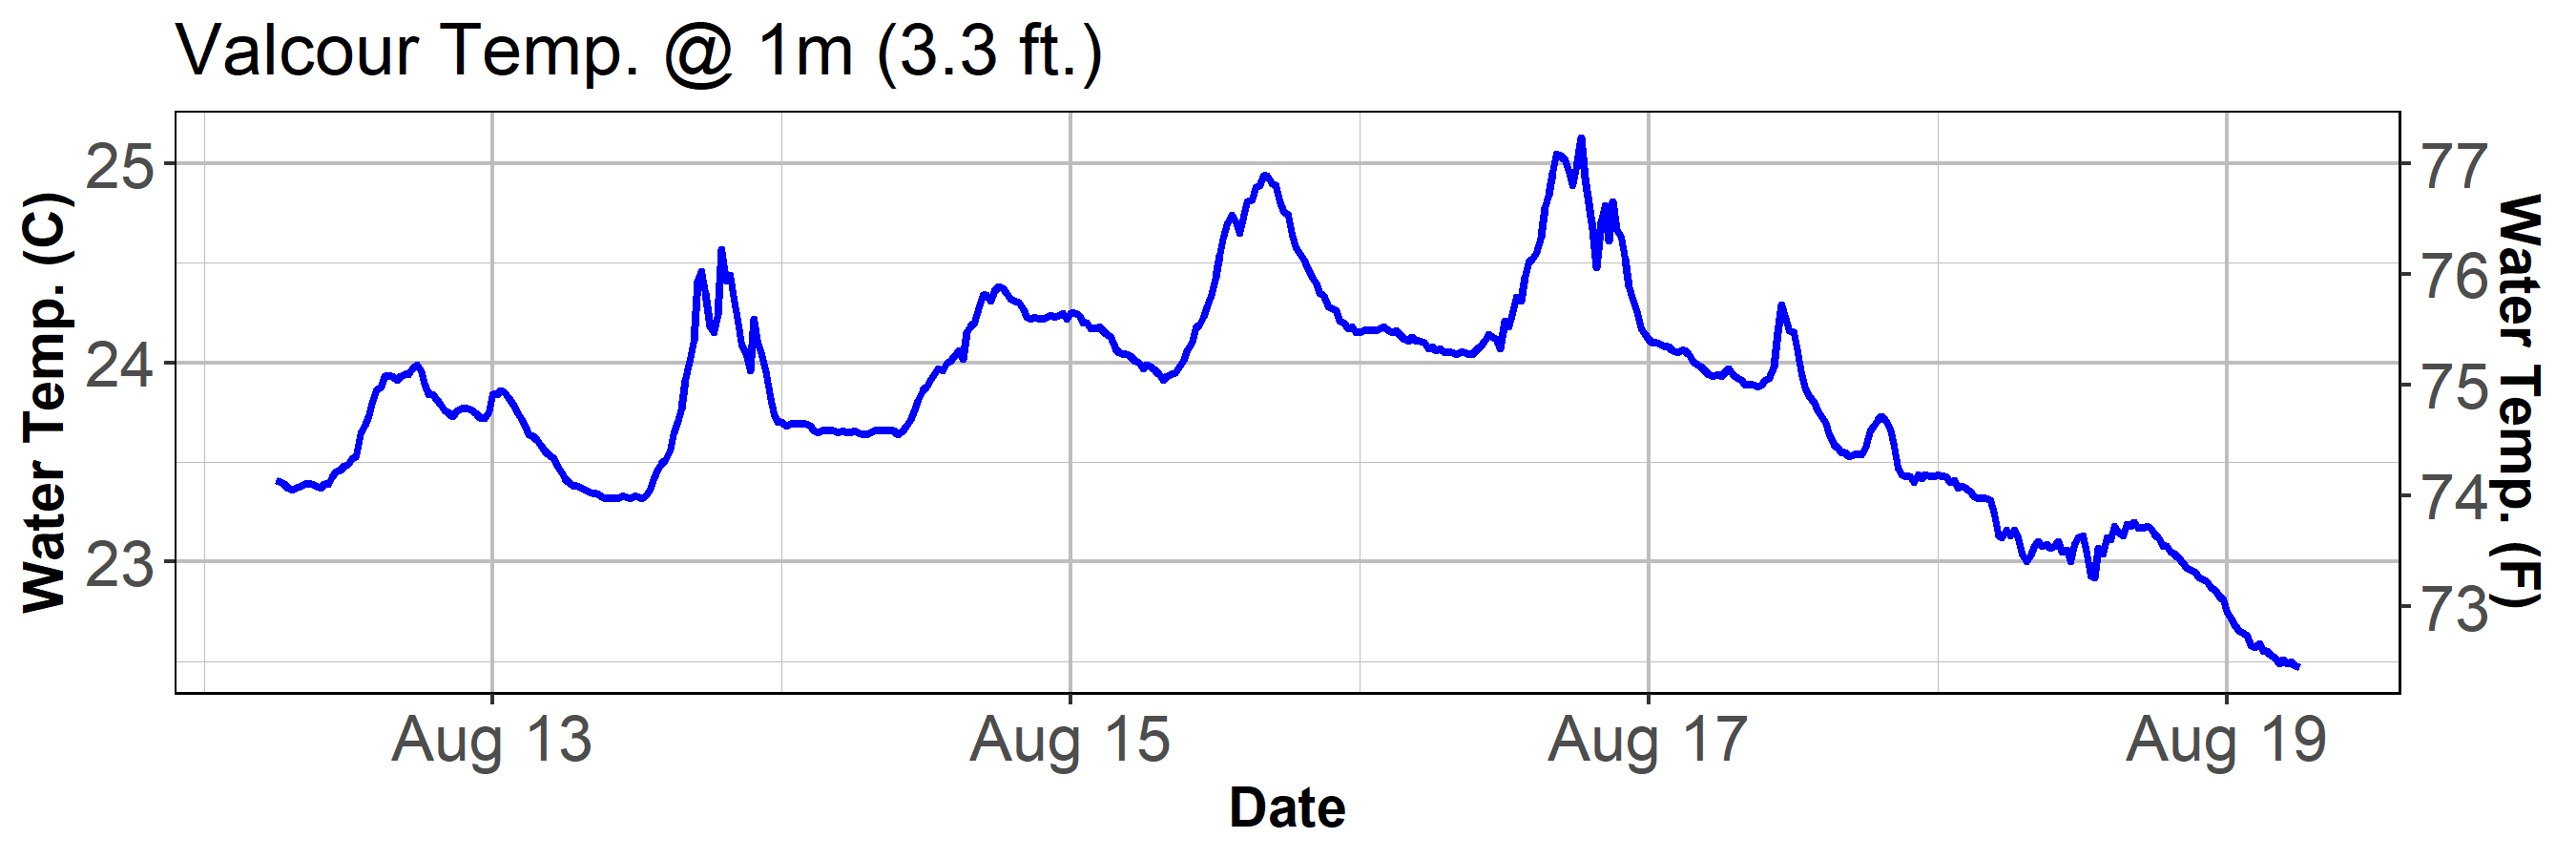 Valcour Temp. @ 1m (3.3 ft.)
Water Temp. (C)
25
24
23
77
76
75
74
73
Water Temp. (F)
Aug 13
Aug 15
Aug 17
Aug 19
Date